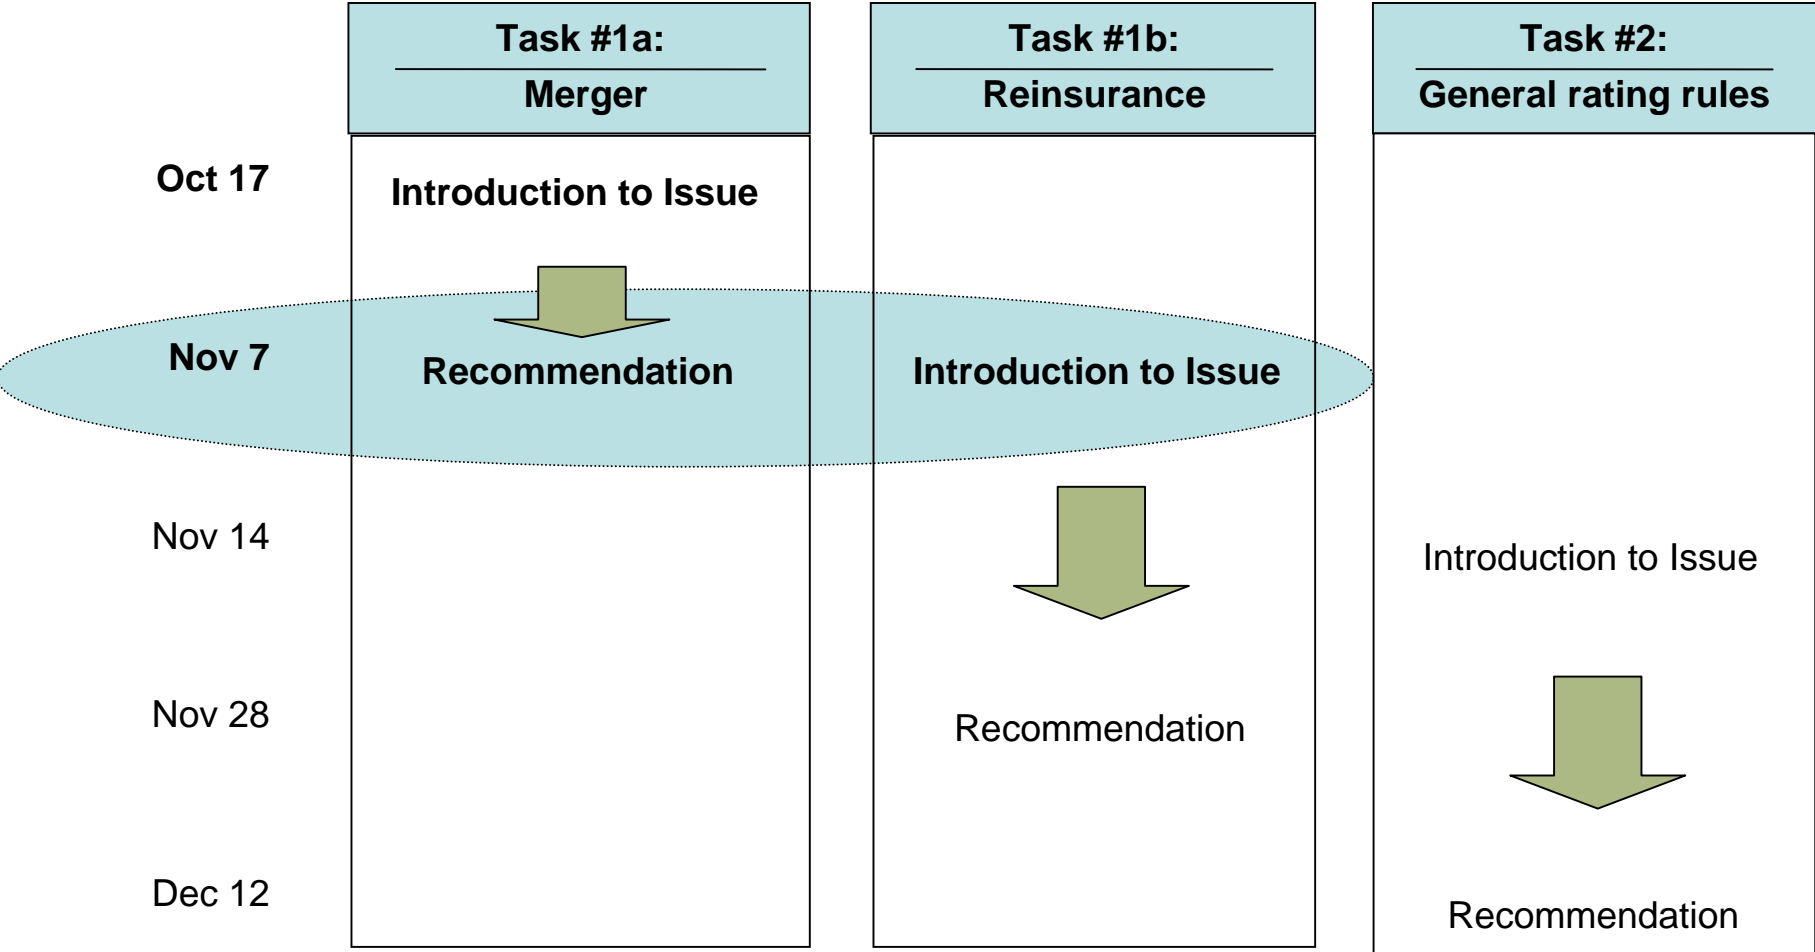 Task #1a:
Merger
Task #1b:
Reinsurance
Task #2:
General rating rules
Oct 17
Introduction to Issue
Nov 7
Recommendation
Introduction to Issue
Nov 14
Introduction to Issue
Nov 28
Recommendation
Dec 12
Recommendation